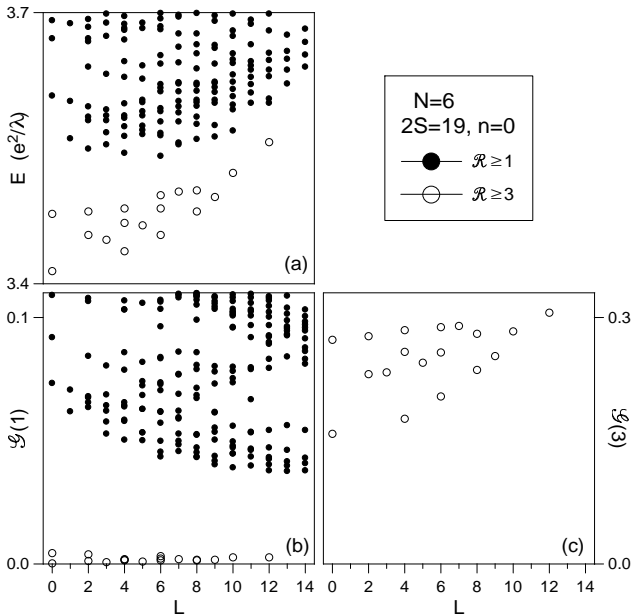 3.7
3.4
E (e²/λ)
(a)
N=6
2S=19, n=0
ℛ ≥ 1
ℛ ≥ 3
0.1
0.0
𝒢(1)
(b)
0 2 4 6 8 10 12 14
L
(c)
0.3
0.0
𝒢(3)
0 2 4 6 8 10 12 14
L